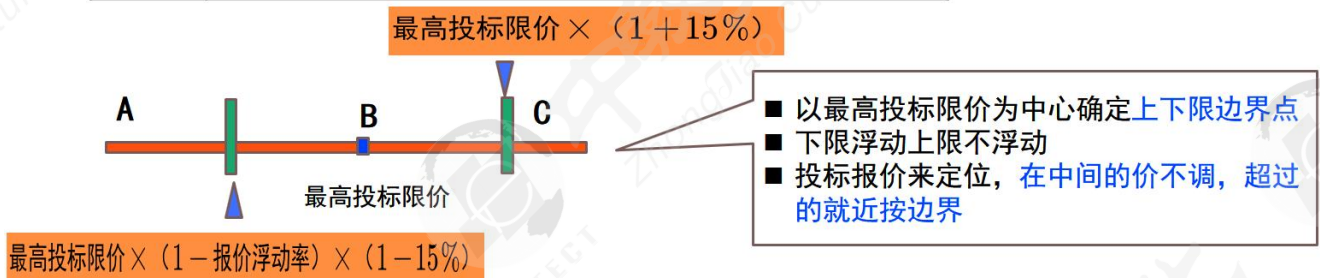 最高投标限价×（1＋15%）
A
B
C
最高投标限价
最高投标限价×（1－报价浮动率）×（1－15%）
■ 以最高投标限价为中心确定上下限边界点
■ 下限浮动上限不浮动
■ 投标报价来定位，在中间的价不调，超过
的就近按边界